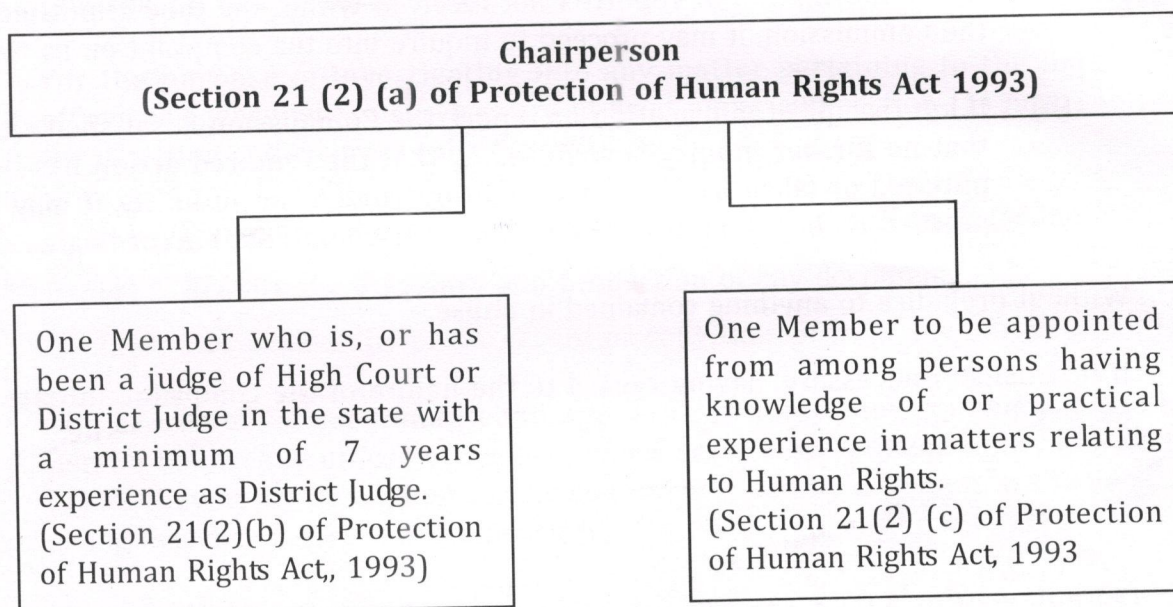 Chairperson
(Section 21 (2) (a) of Protection of Human Rights Act 1993)
One Member who is, or has
been a judge of High Court or
District Judge in the state with
a minimum of 7 years
experience as District Judge.
(Section 21(2)(b) of Protection
of Human Rights Act,, 1993)
One Member to be appointed
from among persons having
knowledge of or practical
experience in matters relating
to Human Rights.
(Section 21(2) (c) of Protection
of Human Rights Act, 1993